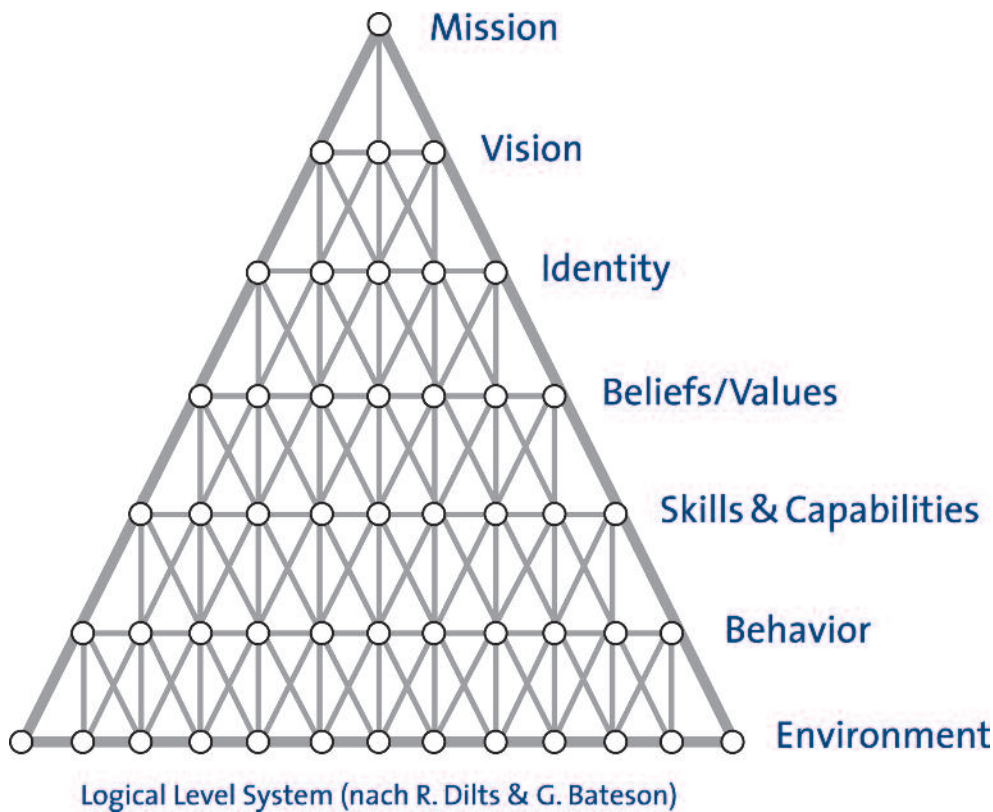 Mission
Vision
Identity
Beliefs/Values
Skills & Capabilities
Behavior
Environment
Logical Level System (nach R. Dilts & G. Bateson)